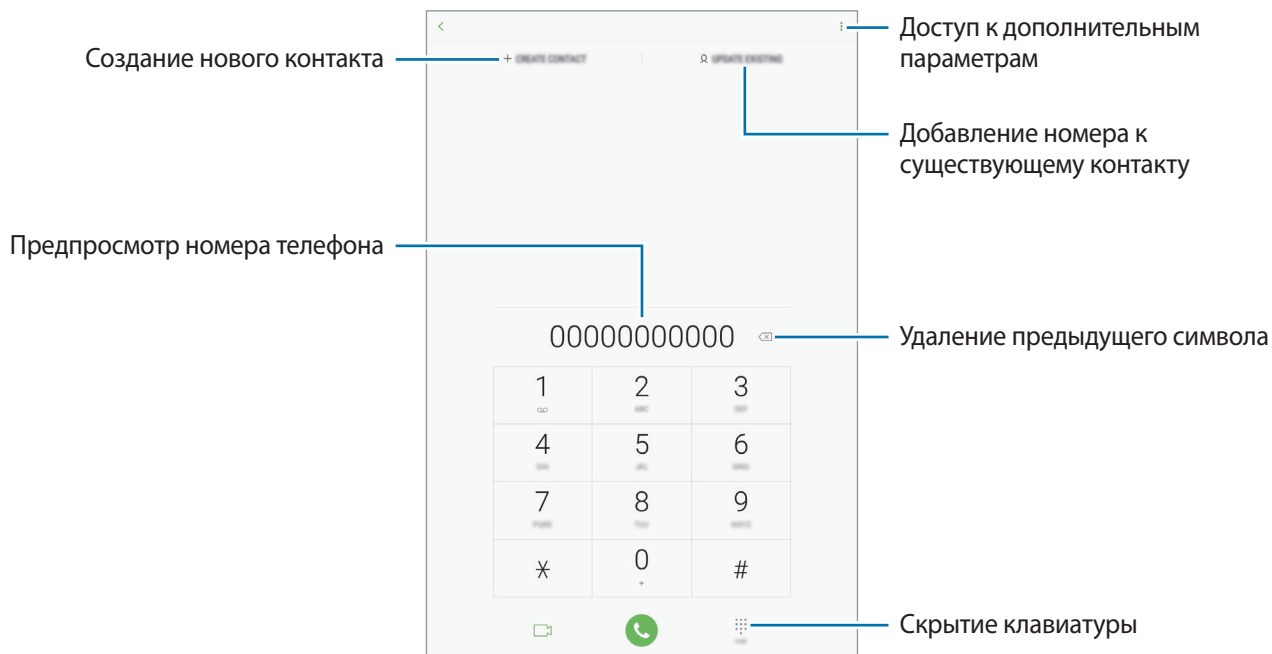 Доступ к дополнительным
параметрам
Создание нового контакта
CREATE CONTACT
UPDATE EXISTING
Добавление номера к
существующему контакту
Предпросмотр номера телефона
00000000000
Удаление предыдущего символа
1 2 3
ABC DEF
4 5 6
GHI JKL MNO
7 8 9
PQRS TUV WXYZ
* 0 #
+
Скрытие клавиатуры